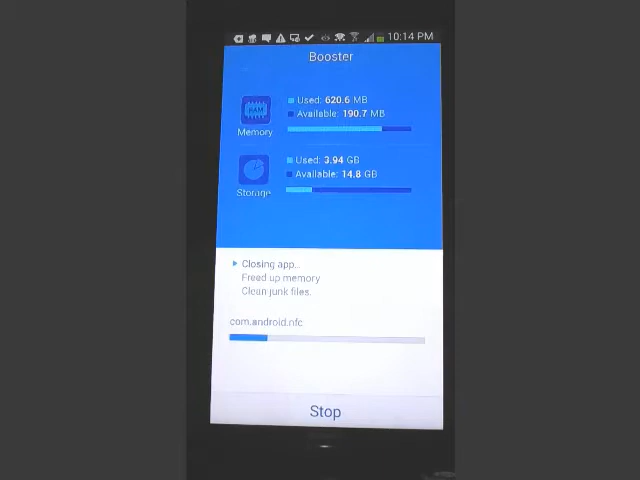 10:14 PM
Booster
Used: 620.6 MB
RAM
Available: 190.7 MB
Memory
Used: 3.94 GB
Available: 14.8 GB
Storage
Closing app..
Freed up memory
Clean junk files.
com.android.nfc
Stop